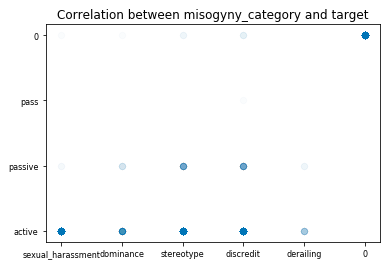 Correlation between misogyny_category and target
0
pass
passive
active
sexual_harassment dominance stereotype discredit derailing 0